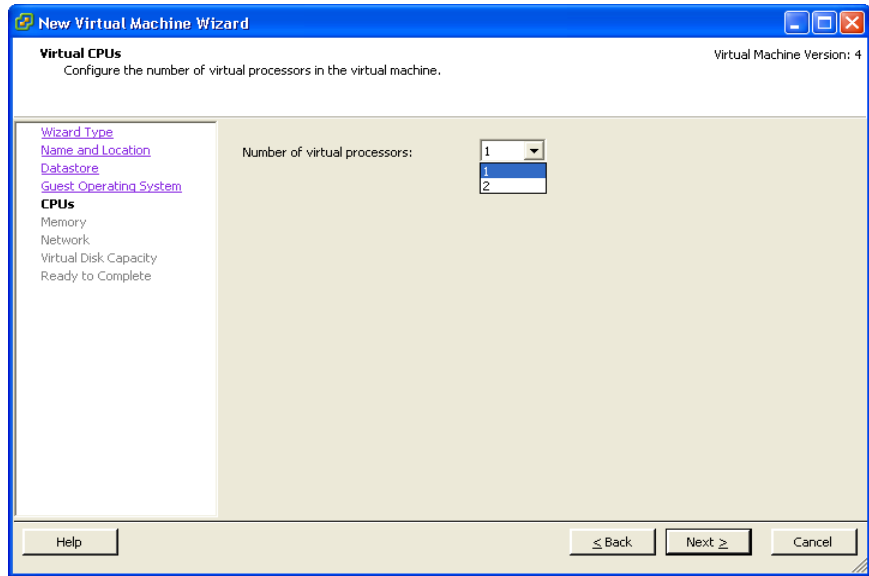 New Virtual Machine Wizard
Virtual CPUs
Virtual Machine Version: 4
Configure the number of virtual processors in the virtual machine.
Wizard Type
Name and Location
Datastore
Guest Operating System
CPUs
Memory
Network
Virtual Disk Capacity
Ready to Complete
Number of virtual processors: 1
1
2
Help
≤ Back
Next ≥
Cancel